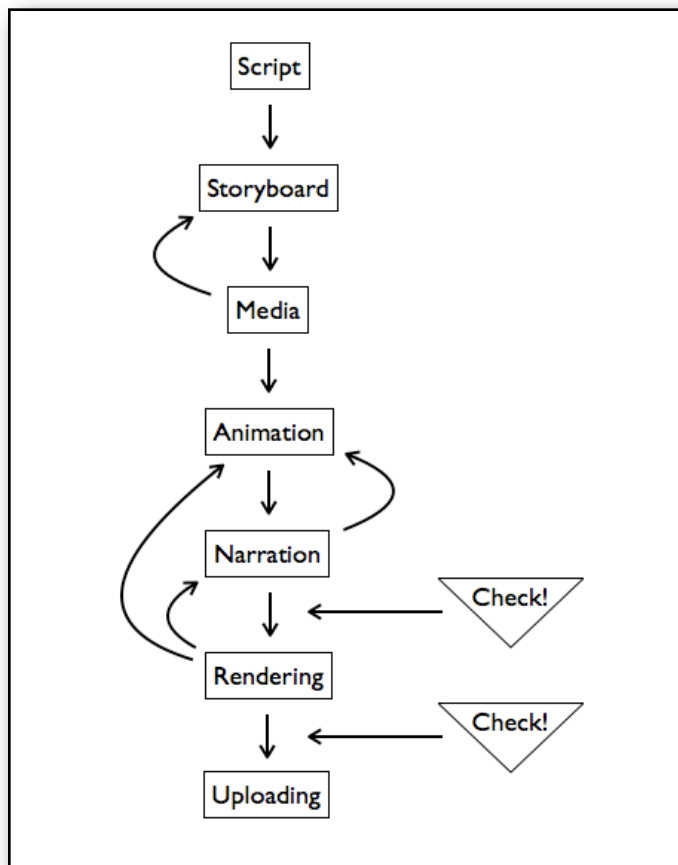 Script
Storyboard
Media
Animation
Narration
Check!
Rendering
Check!
Uploading